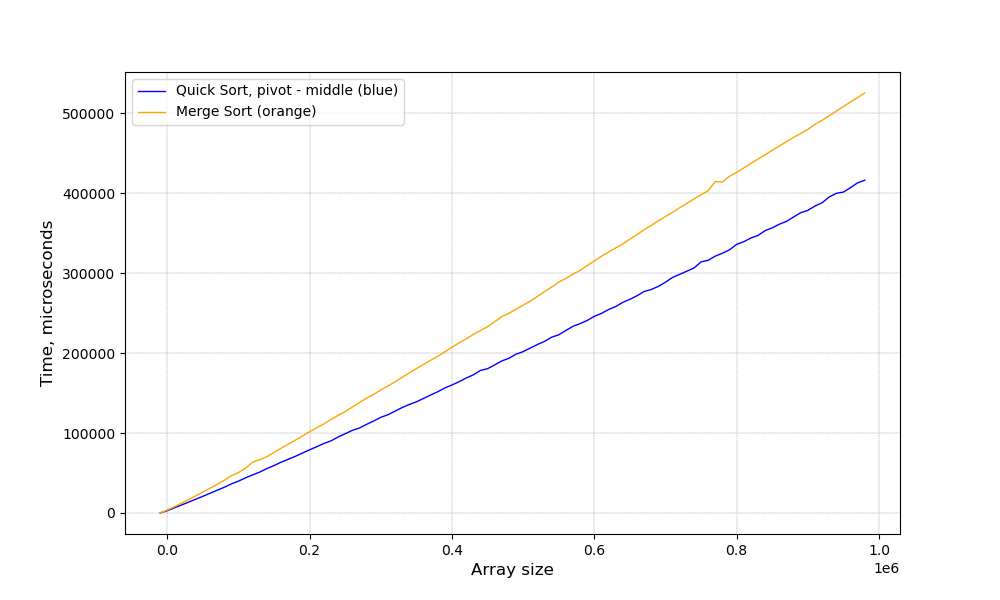 Quick Sort, pivot - middle (blue)
Merge Sort (orange)
500000
400000
300000
200000
100000
0
Time, microseconds
0.0 0.2 0.4 0.6 0.8 1.0
1e6
Array size